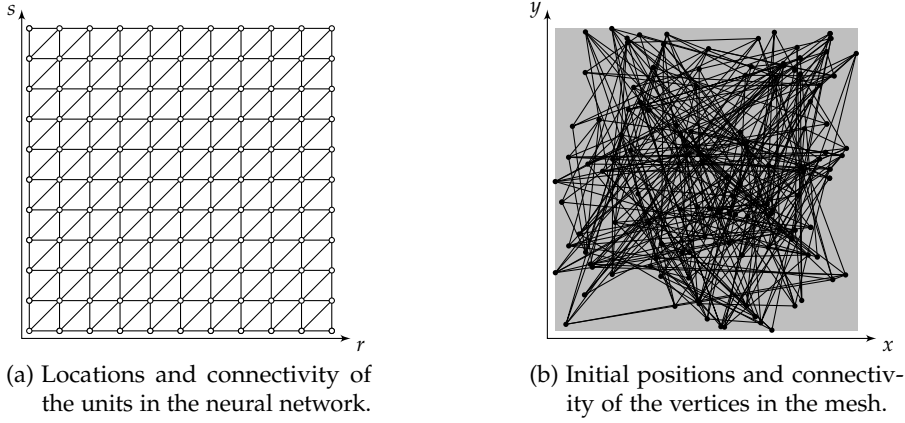 s
r
(a) Locations and connectivity of
the units in the neural network.
y
x
(b) Initial positions and connectiv-
ity of the vertices in the mesh.